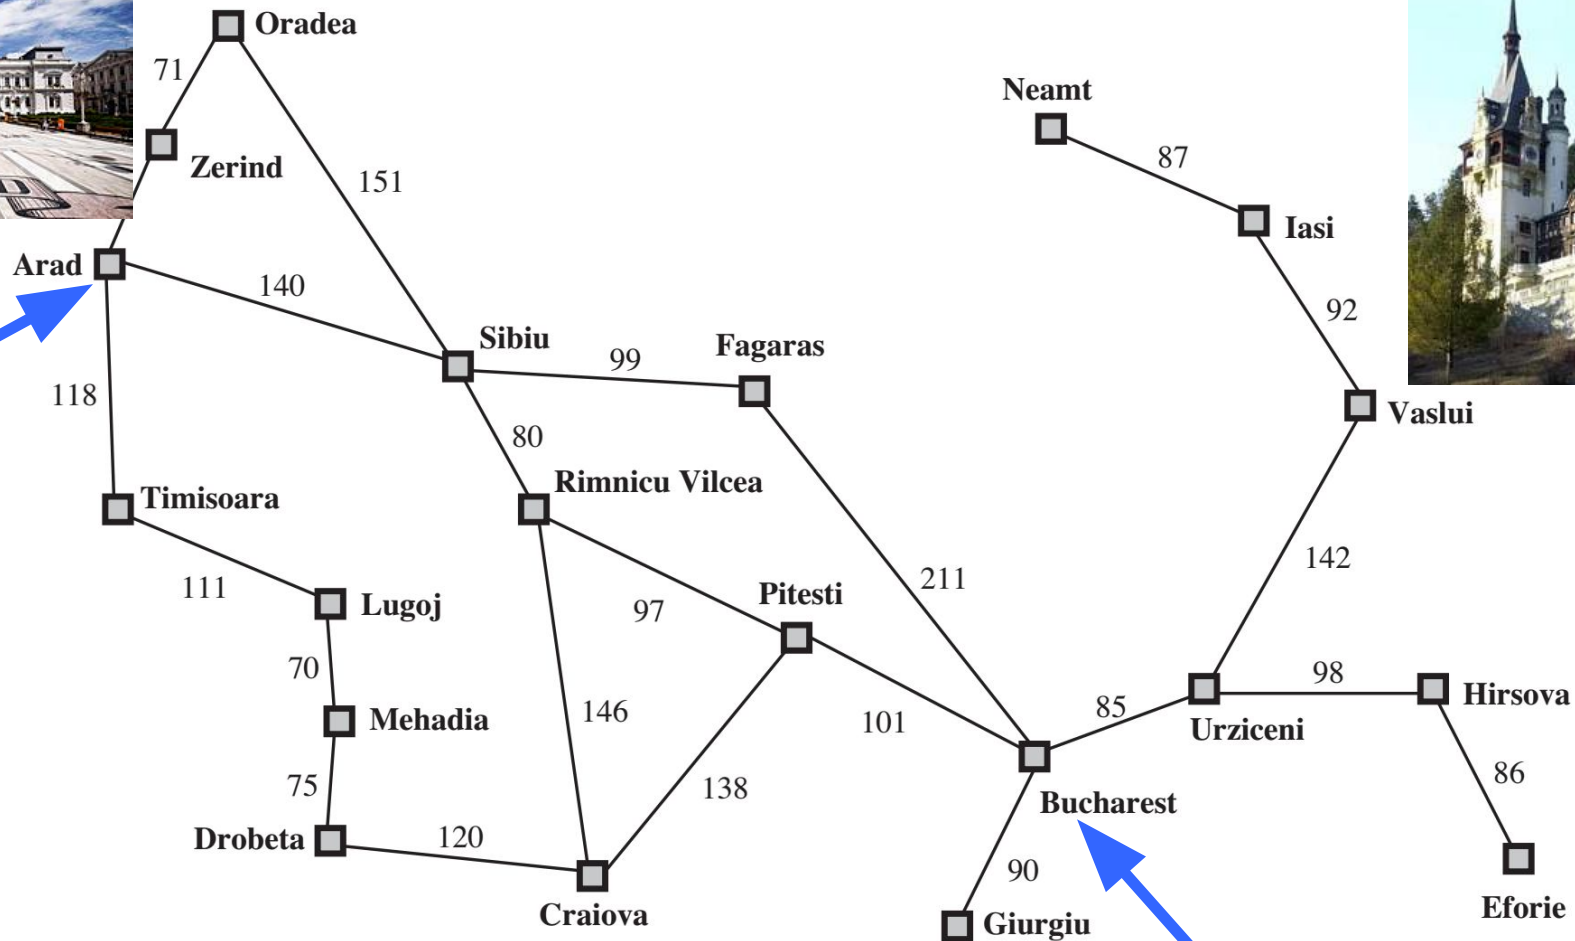 Oradea
71
Neamt
87
Zerind
151
Iasi
Arad
140
92
Sibiu
99
Fagaras
118
Vaslui
80
Rimnicu Vilcea
Timisoara
142
111
Lugoj
97
Pitesti
211
70
98
Hirsova
Mehadia
146
101
85
Urziceni
75
138
86
Bucharest
Drobeta
120
90
Eforie
Craiova
Giurgiu